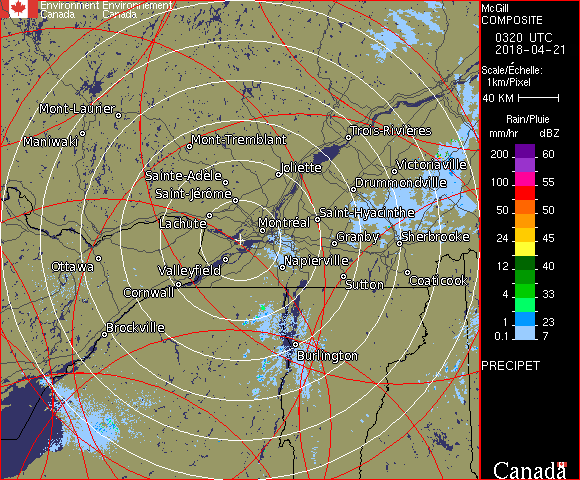 Environment Environnement
Canada Canada
McGill
COMPOSITE
0320 UTC
2018-04-21
Scale/Échelle:
1km/Pixel
40 KM
Rain/Pluie
mm/hr dBZ
200 60
100 55
50 50
24 45
12 40
4 33
1 23
0.1 7
PRECIPET
Canada
Mont-Laurier
Maniwaki
Mont-Tremblant
Trois-Rivières
Sainte-Adèle
Joliette
Victoriaville
Saint-Jérôme
Drummondville
Lachute
Montréal
Saint-Hyacinthe
Granby
Sherbrooke
Ottawa
Valleyfield
Napierville
Cornwall
Sutton
Coaticook
Brockville
Burlington